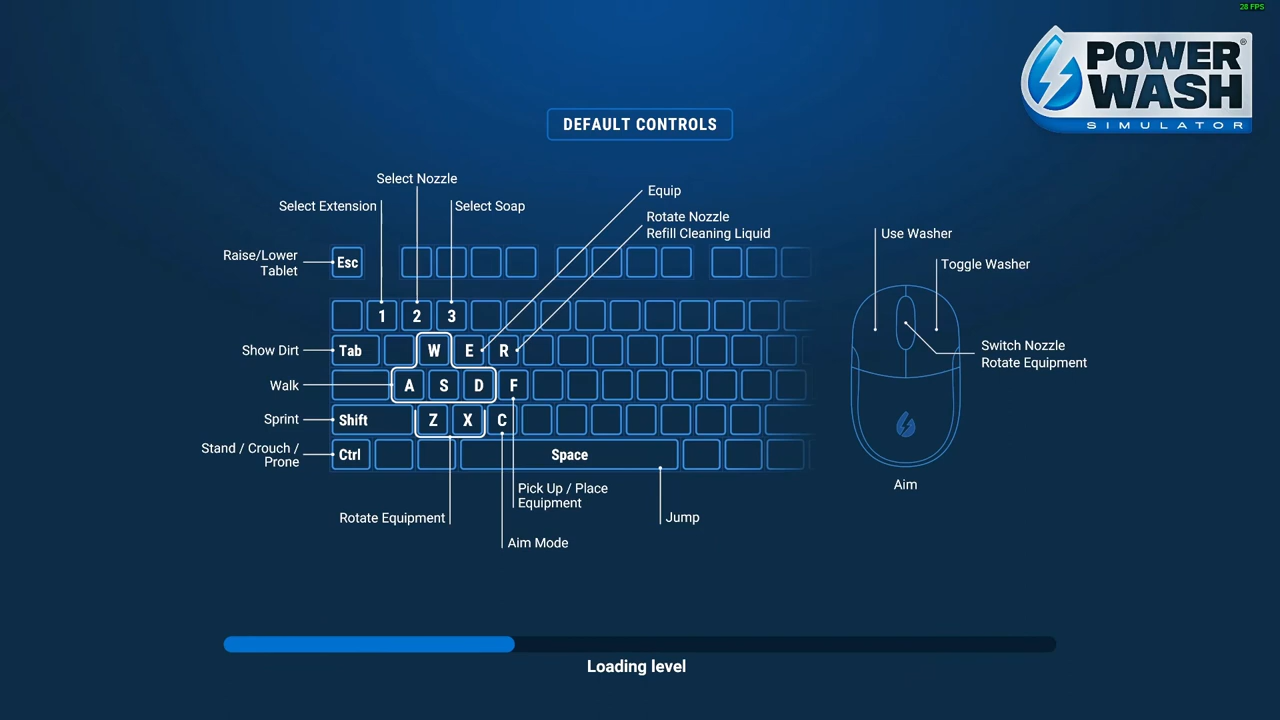 28 FPS
POWER
WASH®
SIMULATOR
DEFAULT CONTROLS
Select Nozzle
Select Extension
Select Soap
Equip
Rotate Nozzle
Refill Cleaning Liquid
Raise/Lower
Tablet
Esc
Use Washer
Toggle Washer
1 2 3
Show Dirt
Tab W E R
Switch Nozzle
Rotate Equipment
Walk
A S D F
Sprint
Shift Z X C
Stand / Crouch /
Prone
Ctrl Space
Aim
Pick Up / Place
Equipment
Rotate Equipment
Jump
Aim Mode
Loading level